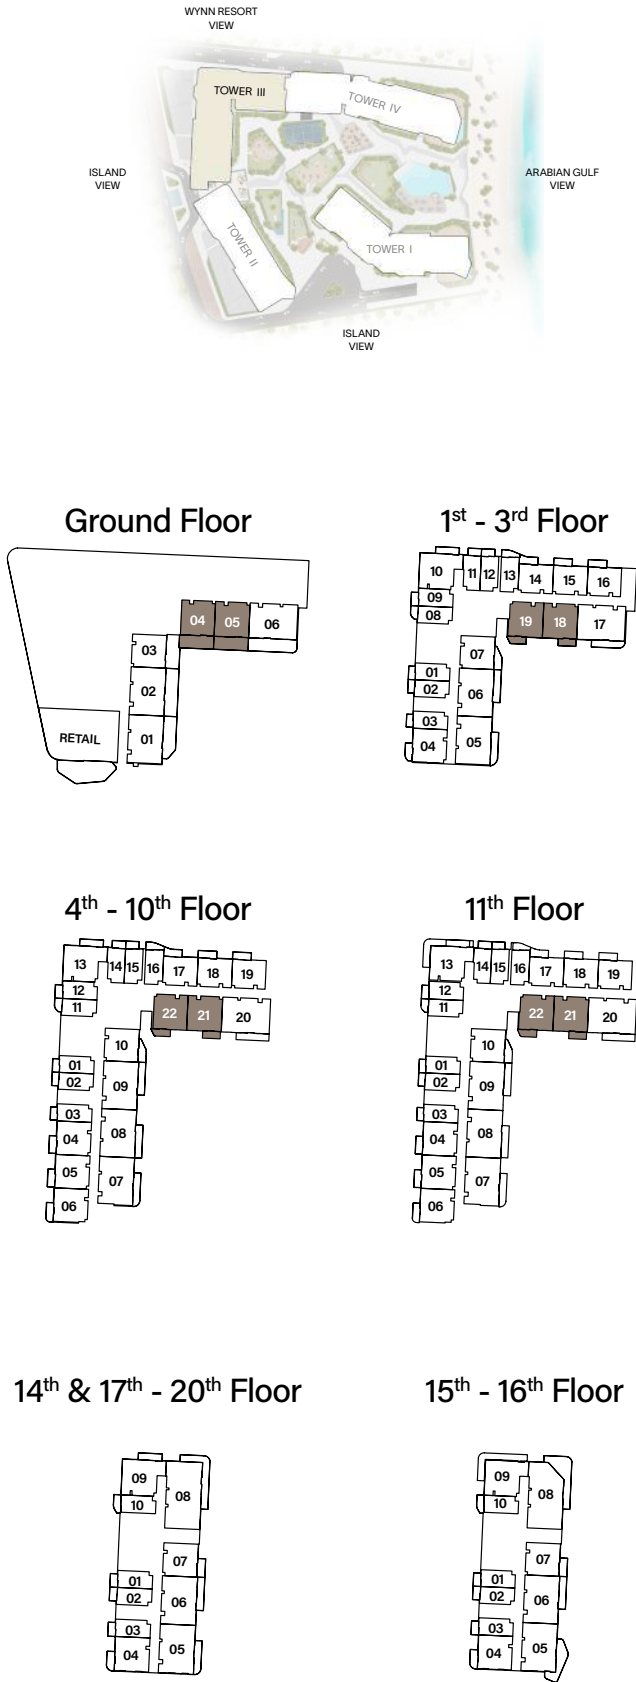 WYNN RESORT
VIEW
TOWER III
TOWER IV
ISLAND
VIEW
ARABIAN GULF
VIEW
TOWER II
TOWER I
ISLAND
VIEW
Ground Floor
04 05 06
03
02
01
RETAIL
1st - 3rd Floor
10 11 12 13 14 15 16
09
08
19 18 17
07
01
02
06
03
04
05
4th - 10th Floor
13 14 15 16 17 18 19
12
11
22 21 20
10
01
02
09
03
04
08
05
07
06
11th Floor
13 14 15 16 17 18 19
12
11
22 21 20
10
01
02
09
03
04
08
05
07
06
14th & 17th - 20th Floor
09
08
10
07
01
02
06
03
04
05
15th - 16th Floor
09
08
10
07
01
02
06
03
04
05